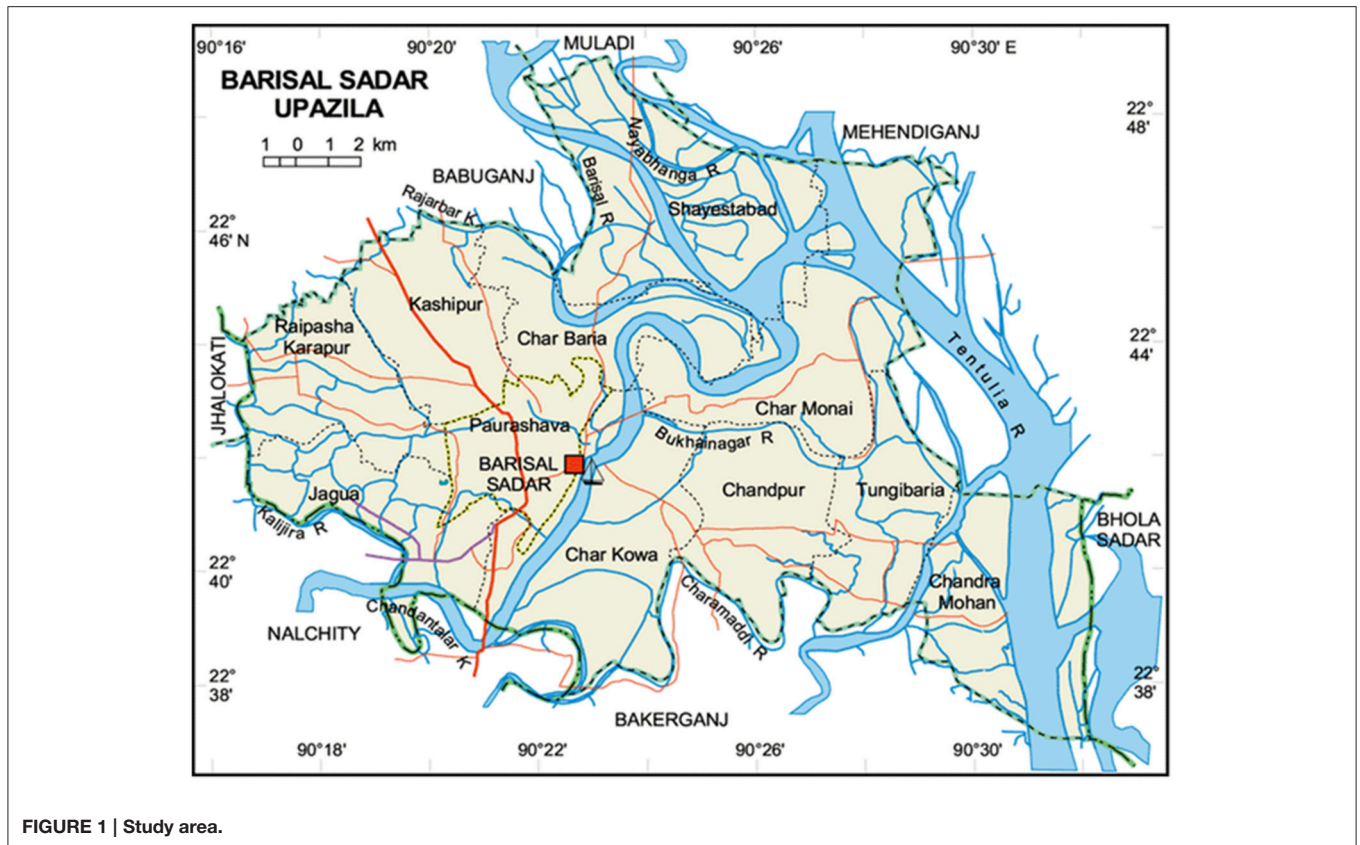 90°16' 90°20' MULADI 90°26' 90°30' E
BARISAL SADAR
UPAZILA
1 0 1 2 km
22°
48'
MEHENDIGANJ
Nayabhanga R
BABUGANJ
Barisal R
Rajarbar K
Shayestabad
22°
46' N
Kashipur
Raipasha
Karapur
Char Baria
22°
44'
JHALOKATI
Tentulia R
Char Monai
Paurashava
Bukhainagar R
BARISAL
SADAR
Chandpur
Tungibaria
Jagua
Kalijira R
BHOLA
SADAR
Char Kowa
22°
40'
Chandra
Mohan
Charamaddi R
Chandantalar K
NALCHITY
22°
38'
22°
38'
BAKERGANJ
90°18' 90°22' 90°26' 90°30'
FIGURE 1 | Study area.